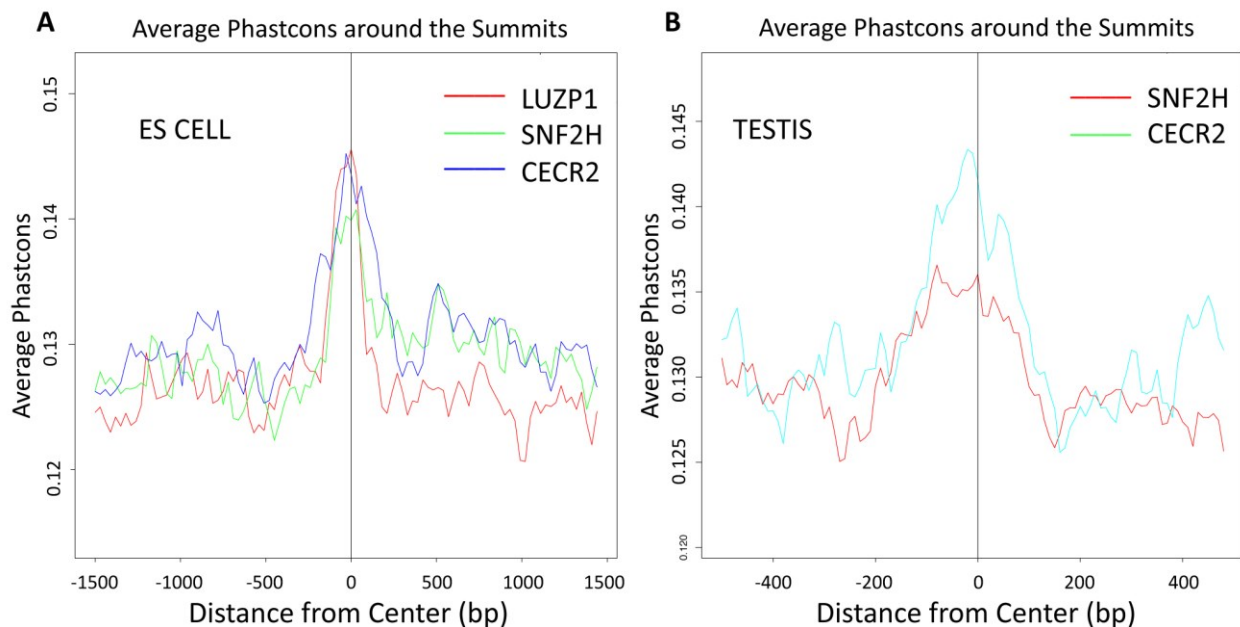 A
Average Phastcons around the Summits
ES CELL
LUZP1
SNF2H
CECR2
Average Phastcons
0.15
0.14
0.13
0.12
-1500 -1000 -500 0 500 1000 1500
Distance from Center (bp)
B
Average Phastcons around the Summits
TESTIS
SNF2H
CECR2
Average Phastcons
0.145
0.140
0.135
0.130
0.125
0.120
-400 -200 0 200 400
Distance from Center (bp)